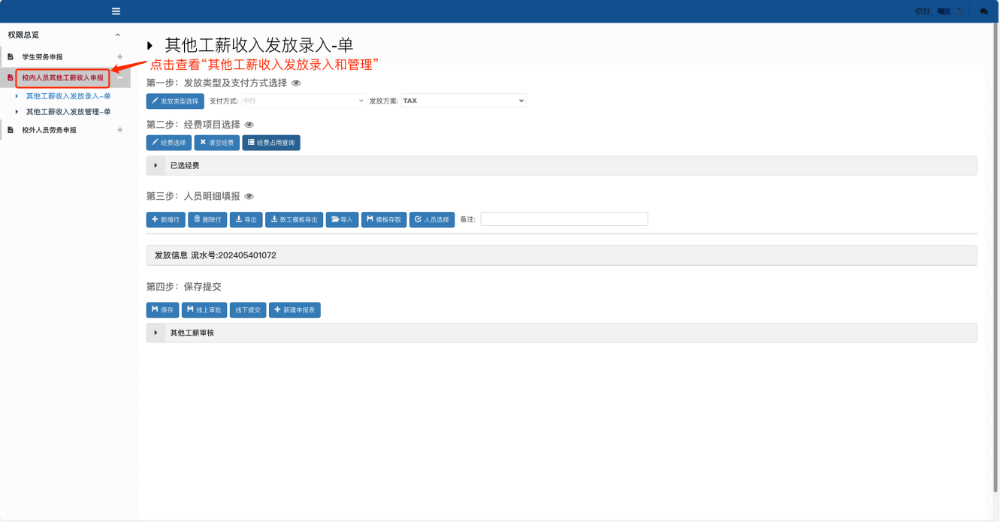 你好,
权限总览
学生劳务申报
校内人员其他工薪收入申报
其他工薪收入发放录入-单
其他工薪收入发放管理-单
校外人员劳务申报
其他工薪收入发放录入-单
点击查看“其他工薪收入发放录入和管理”
第一步：发放类型及支付方式选择
发放类型选择 支付方式: 中行 发放方案: TAX
第二步：经费项目选择
经费选择 清空经费 经费占用查询
已选经费
第三步：人员明细填报
新增行 删除行 导出 教工模板导出 导入 模板存取 人员选择 备注:
发放信息 流水号:202405401072
第四步：保存提交
保存 线上审批 线下提交 新建申报表
其他工薪审核